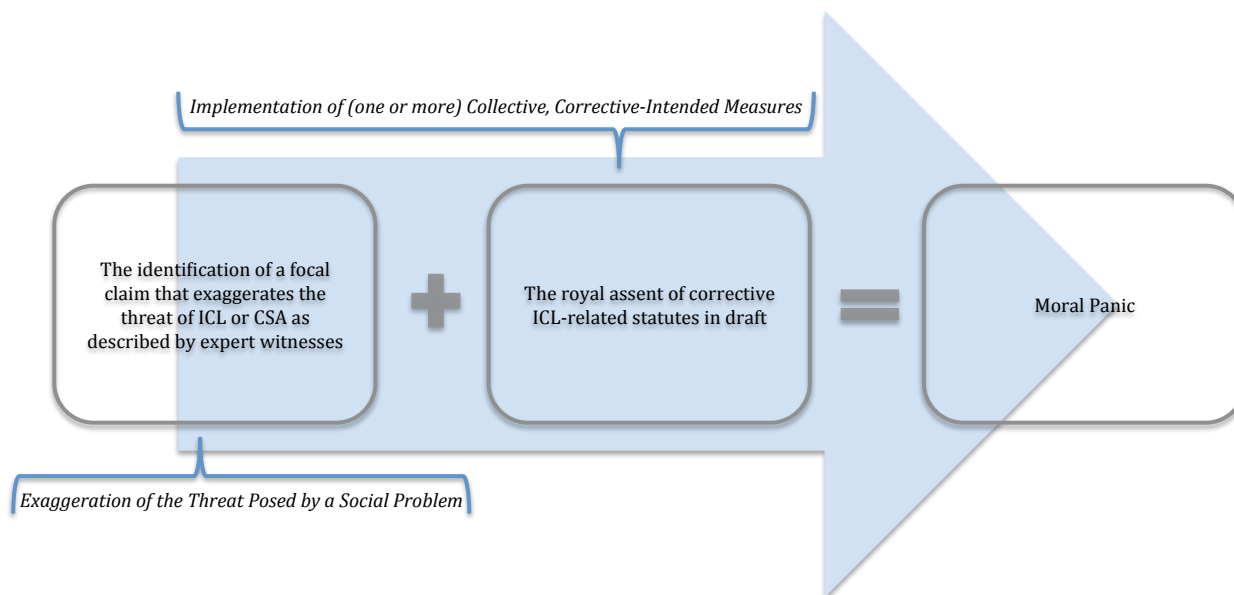 Implementation of (one or more) Collective, Corrective-Intended Measures
The identification of a focal
claim that exaggerates the
threat of ICL or CSA as
described by expert witnesses
The royal assent of corrective
ICL-related statutes in draft
Moral Panic
Exaggeration of the Threat Posed by a Social Problem